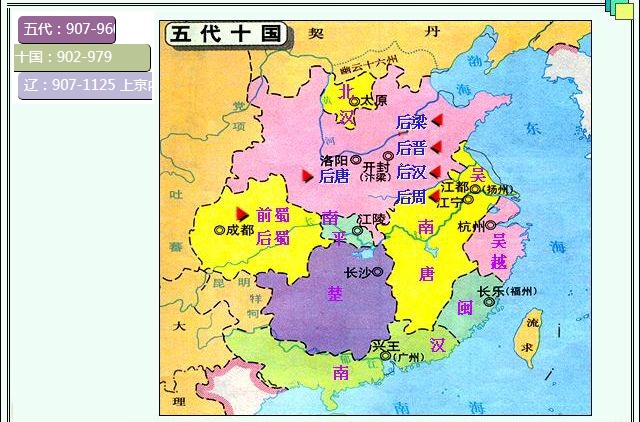 五代：907-96
十国：902-979
辽：907-1125 上京
五代十国
契丹
幽云十六州
渤海
北汉
太原
黄河
党项
后梁
后晋
后汉
后周
洛阳
开封
(汴梁)
后唐
东海
吴
江都(扬州)
江宁
吐蕃
前蜀
后蜀
成都
南平
江陵
南唐
杭州
吴越
长沙
楚
昆明
牂牁
闽
长乐(福州)
大理
兴王
(广州)
南汉
流求
南海